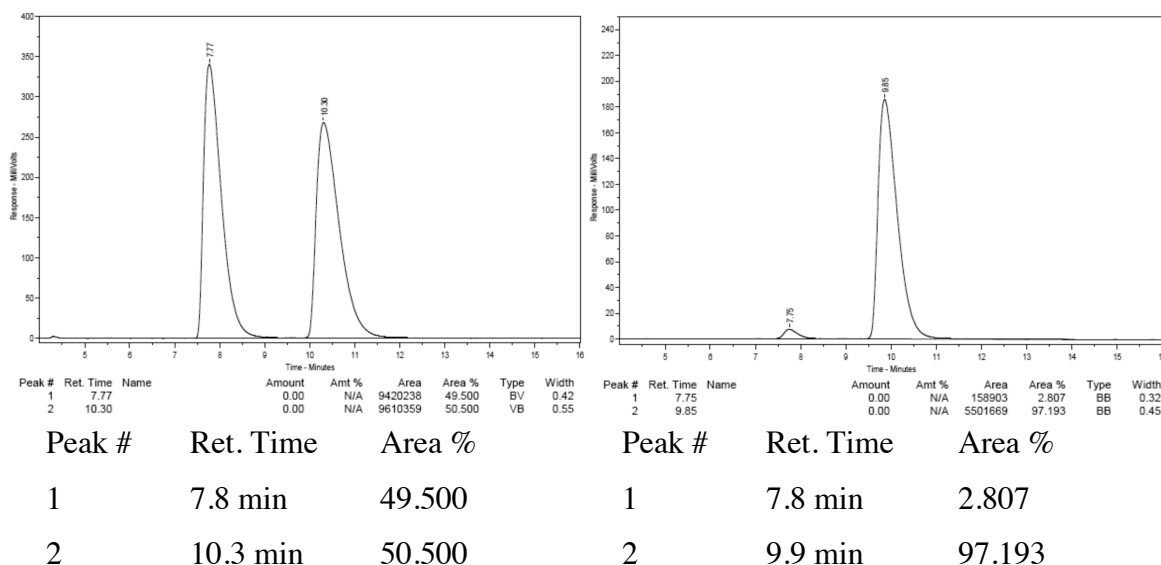 400
350
300
250
200
150
100
50
0
Response - MilliVolts
7.77
10.30
5 6 7 8 9 10 11 12 13 14 15 16
Time - Minutes
Peak # Ret. Time Name Amount Amt % Area Area % Type Width
1 7.77 0.00 N/A 9420238 49.500 BV 0.42
2 10.30 0.00 N/A 9610359 50.500 VB 0.55
Peak # Ret. Time Area %
1 7.8 min 49.500
2 10.3 min 50.500
240
220
200
180
160
140
120
100
80
60
40
20
0
Response - MilliVolts
7.75
9.85
5 6 7 8 9 10 11 12 13 14 15
Time - Minutes
Peak # Ret. Time Name Amount Amt % Area Area % Type Width
1 7.75 0.00 N/A 158903 2.807 BB 0.32
2 9.85 0.00 N/A 5501669 97.193 BB 0.45
Peak # Ret. Time Area %
1 7.8 min 2.807
2 9.9 min 97.193